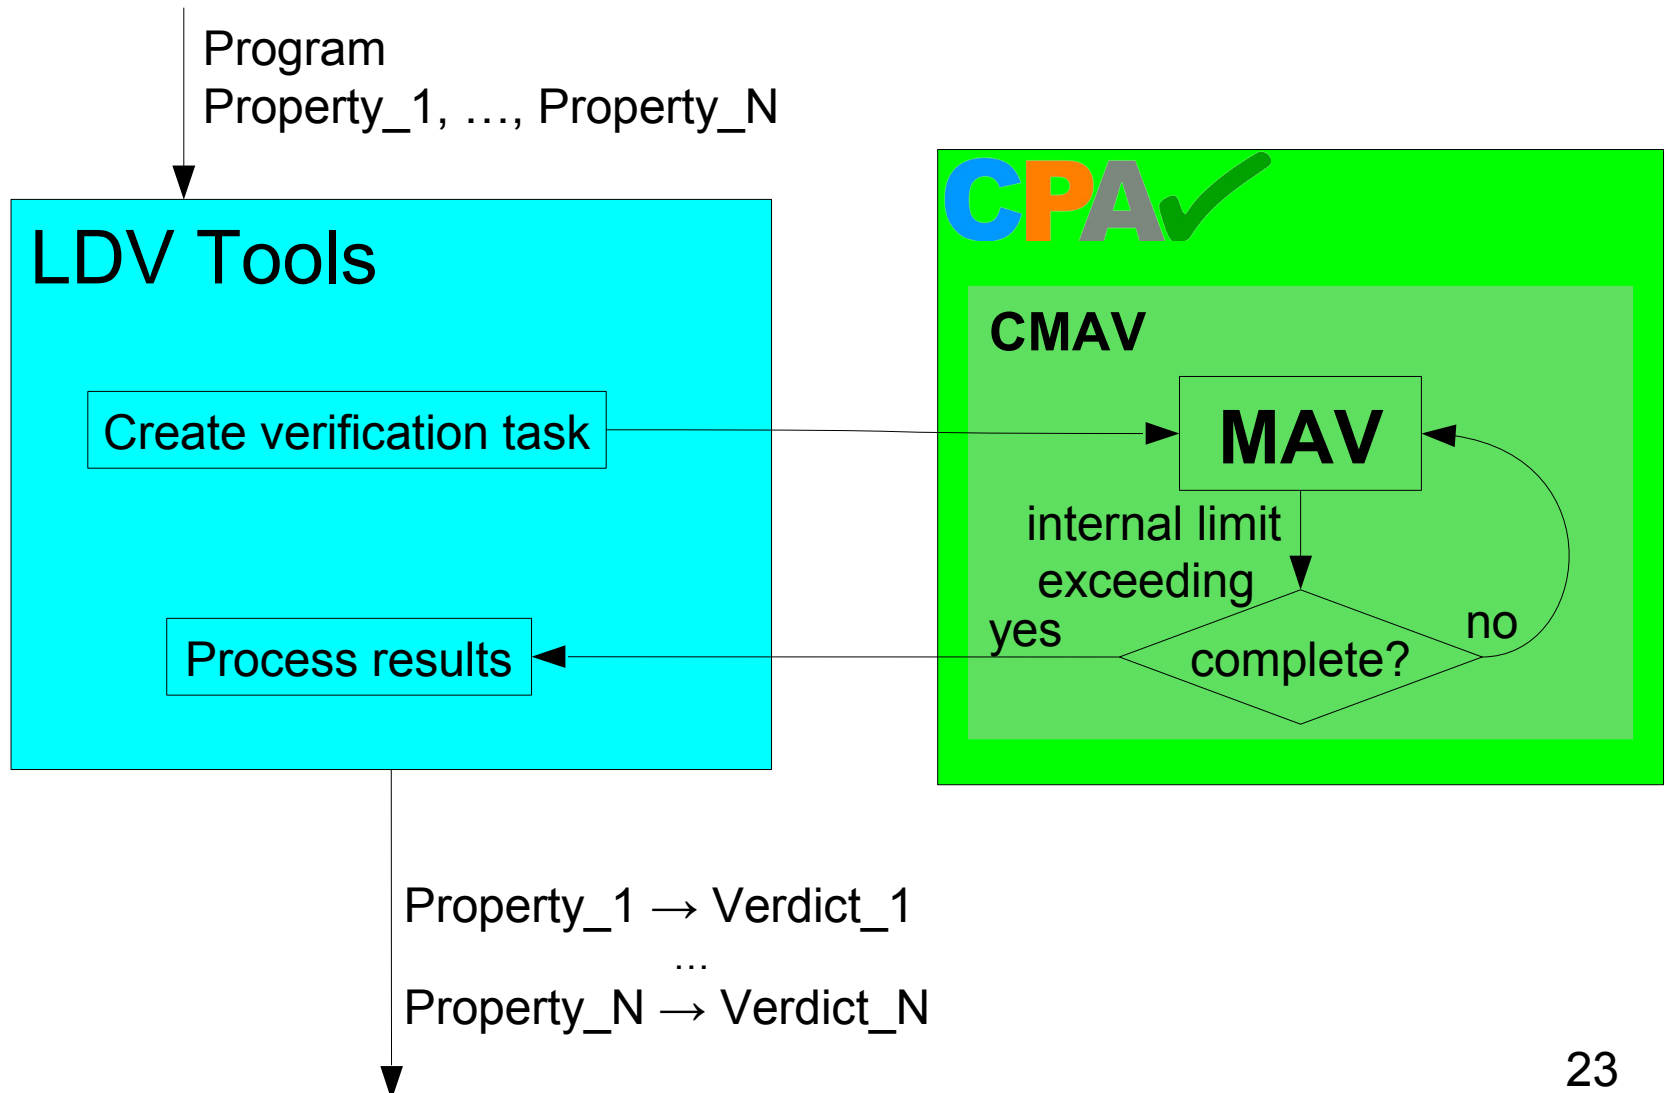 Program
Property_1, …, Property_N
LDV Tools
Create verification task
Process results
CPA
CMAV
MAV
internal limit
exceeding
yes
complete?
no
Property_1 → Verdict_1
…
Property_N → Verdict_N
23